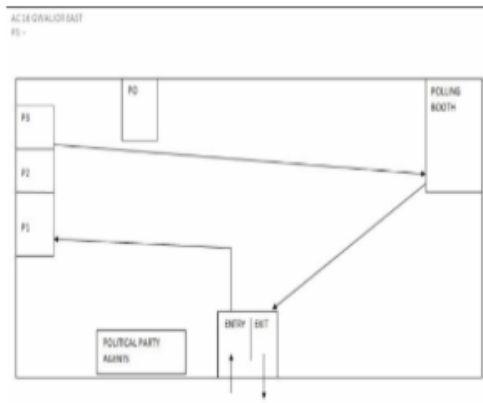 AC 16 GWALIOR EAST
PS -
PO
POLLING
BOOTH
P3
P2
P1
ENTRY EXIT
POLITICAL PARTY
AGENTS